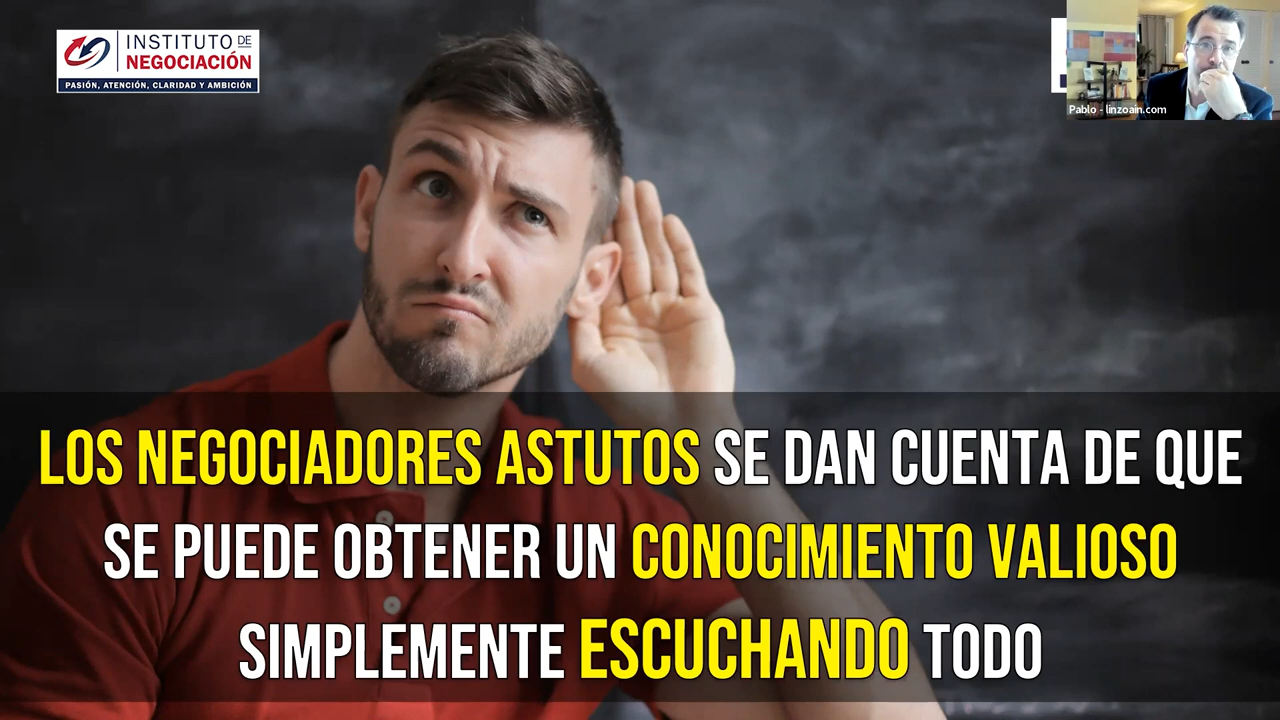 INSTITUTO DE
NEGOCIACIÓN
PASIÓN, ATENCIÓN, CLARIDAD Y AMBICIÓN
Pablo - linzoain.com
LOS NEGOCIADORES ASTUTOS SE DAN CUENTA DE QUE
SE PUEDE OBTENER UN CONOCIMIENTO VALIOSO
SIMPLEMENTE ESCUCHANDO TODO